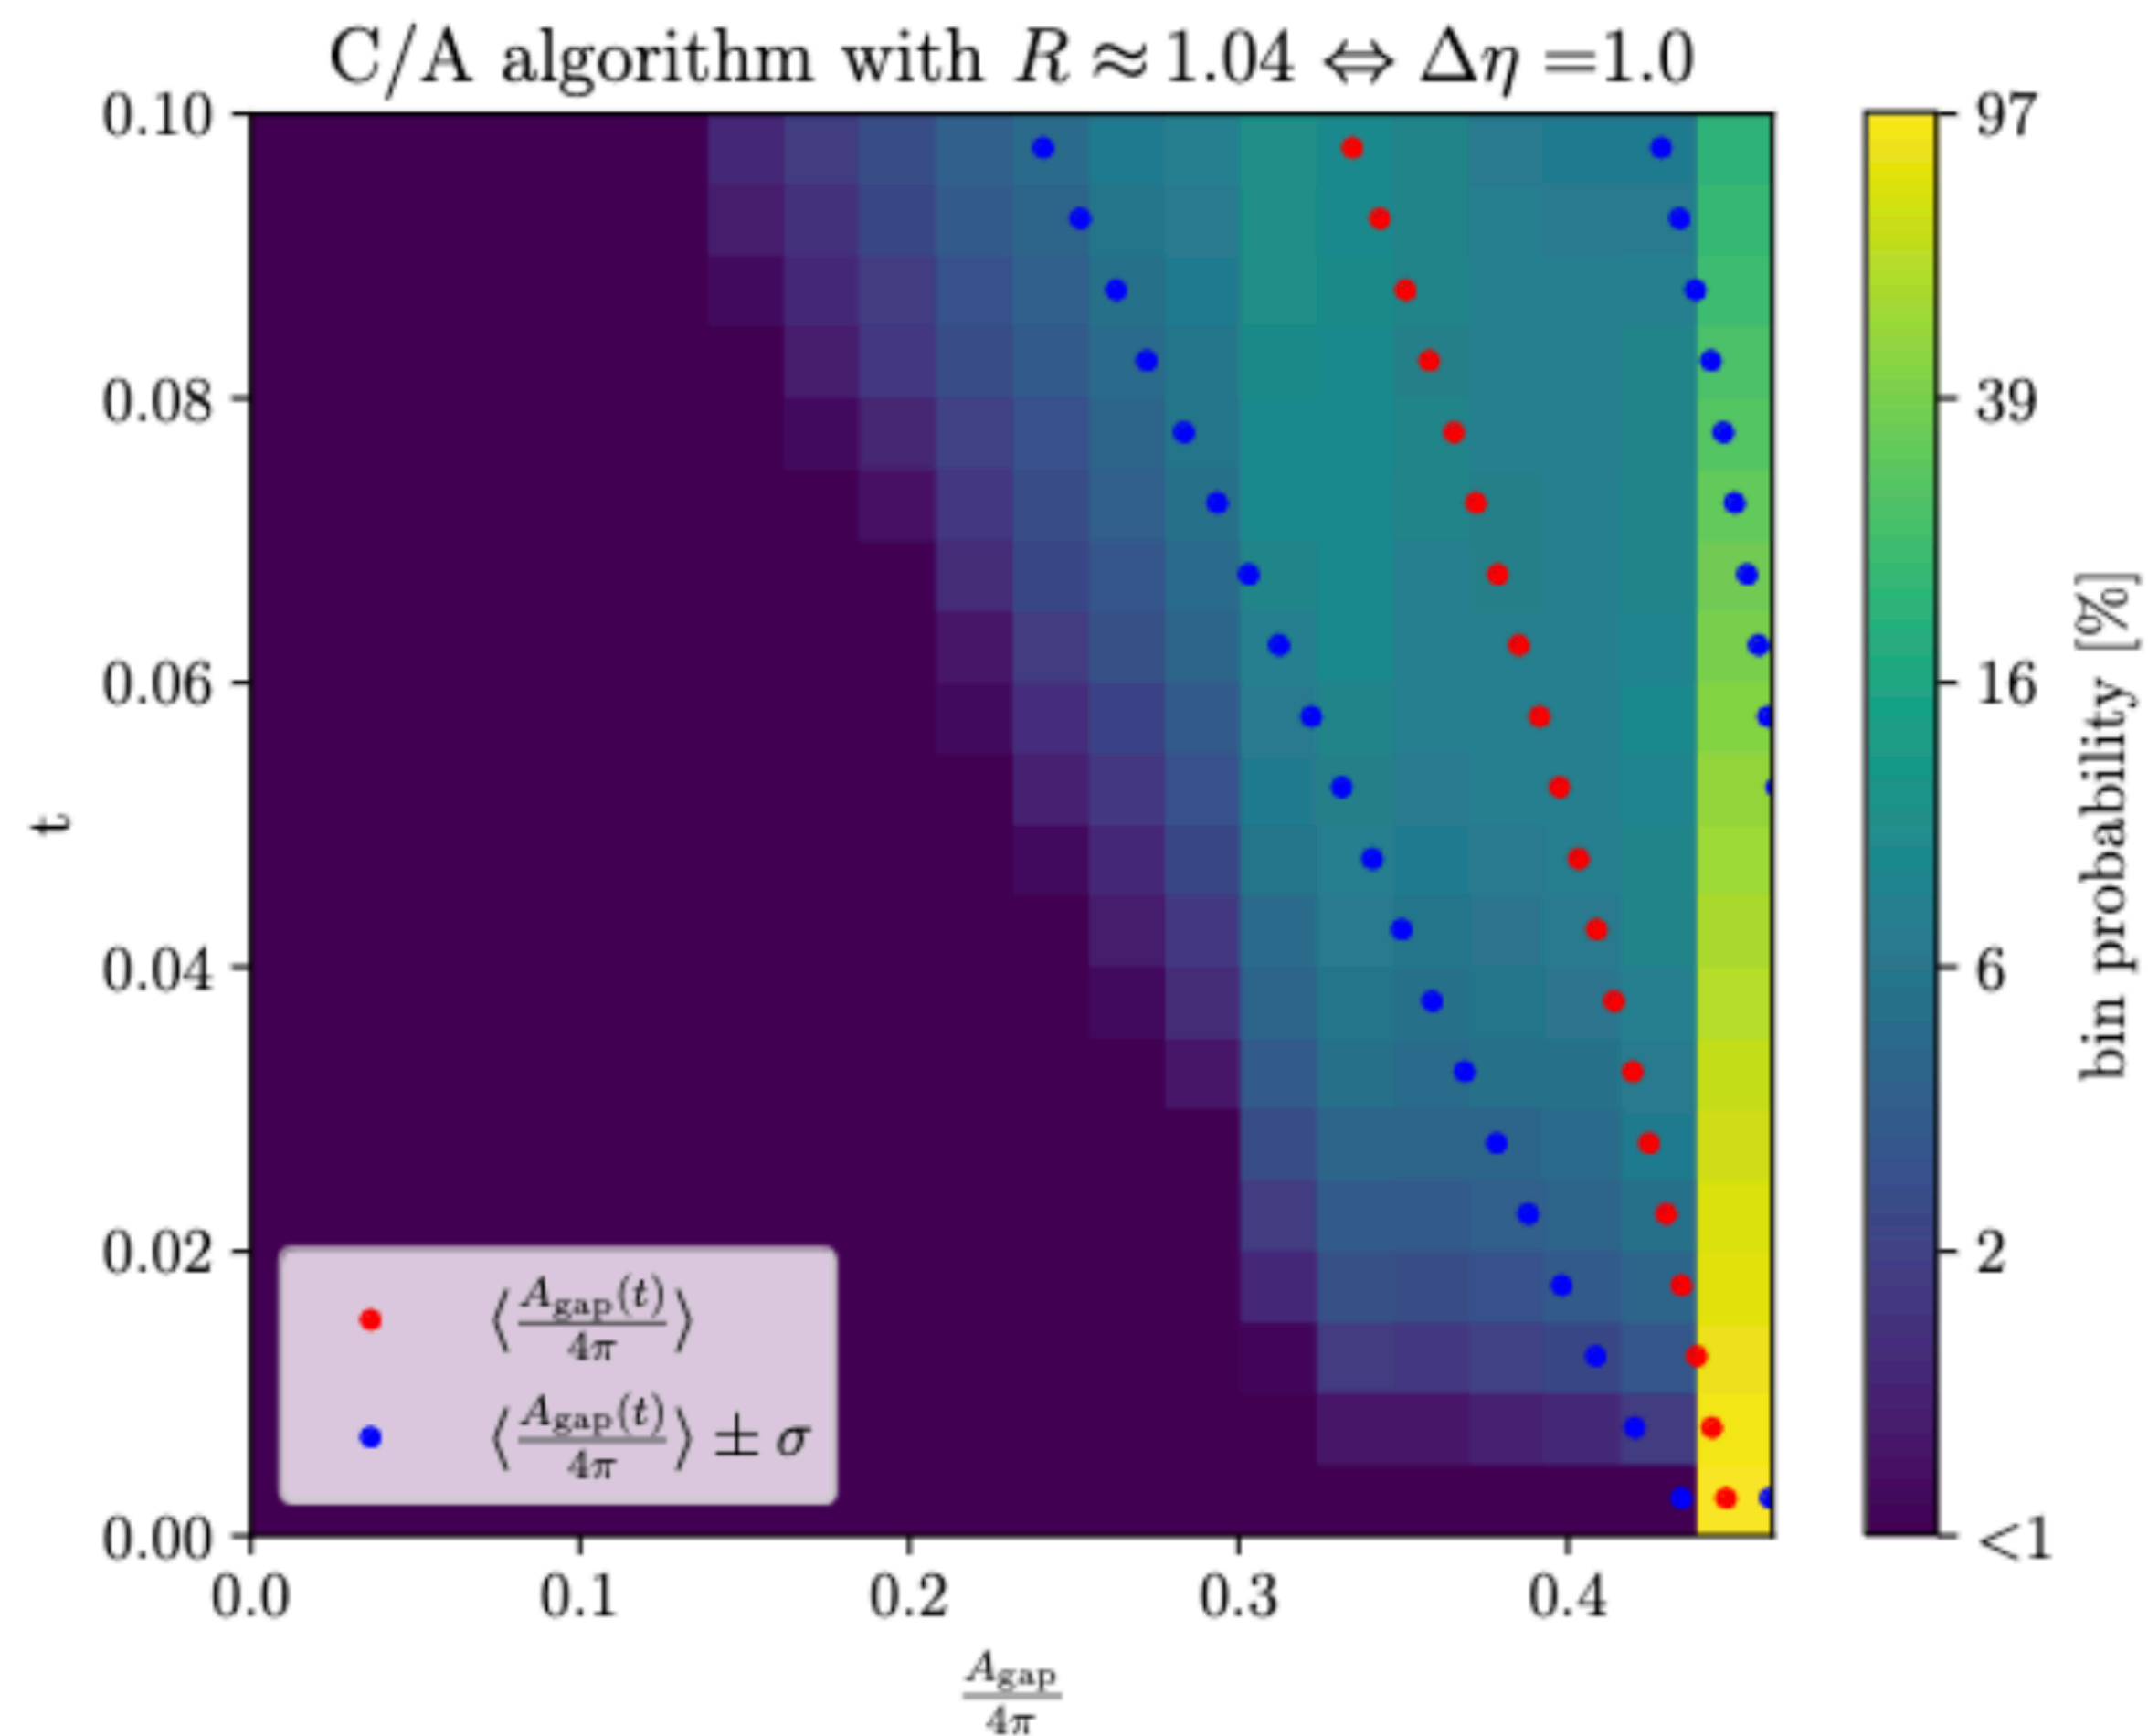 C/A algorithm with R ≈ 1.04 ⇔ Δη =1.0
0.10
0.08
0.06
0.04
0.02
0.00
t
0.0
0.1
0.2
0.3
0.4
A_gap/4π
⟨A_gap(t)/4π⟩
⟨A_gap(t)/4π⟩ ± σ
97
39
16
6
2
<1
bin probability [%]